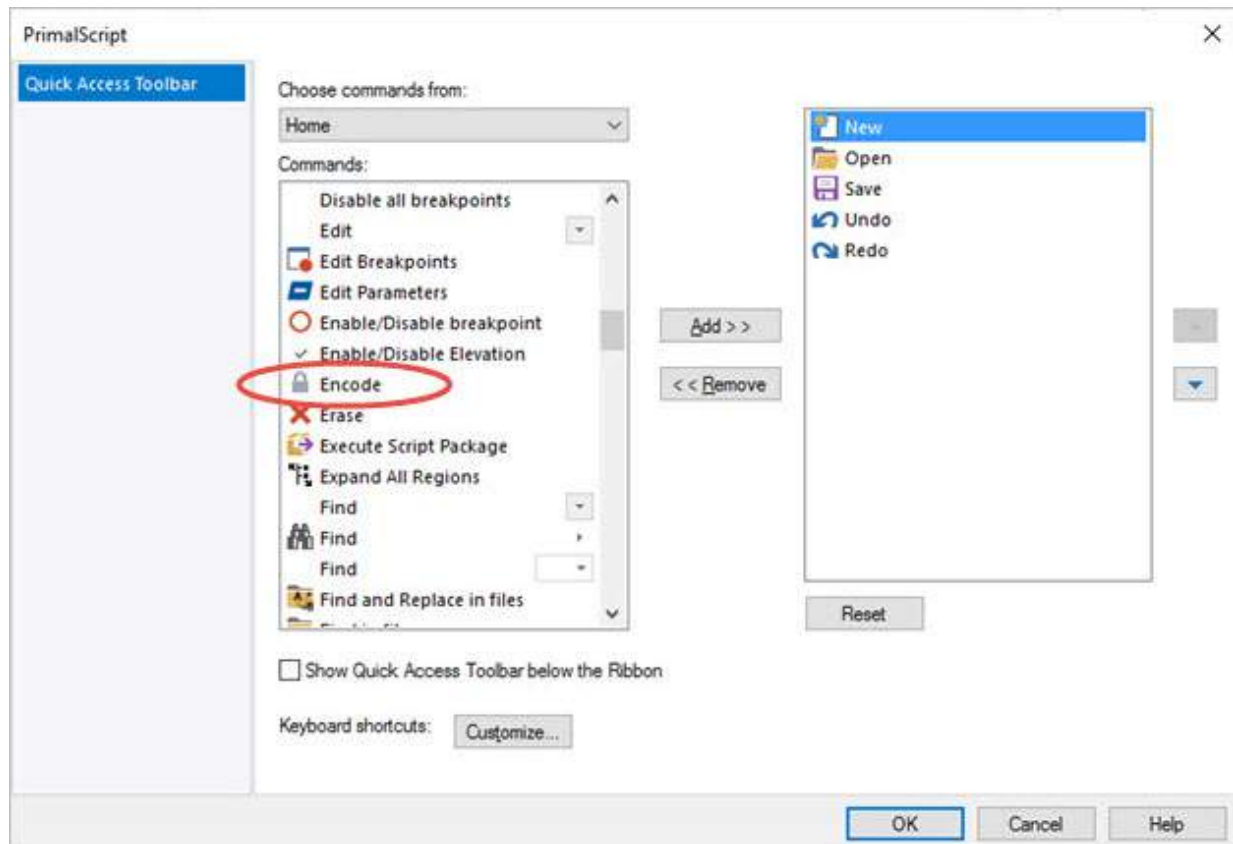 PrimalScript
Quick Access Toolbar
Choose commands from:
Home
Commands:
Disable all breakpoints
Edit
Edit Breakpoints
Edit Parameters
Enable/Disable breakpoint
Enable/Disable Elevation
Encode
Erase
Execute Script Package
Expand All Regions
Find
Find
Find
Find and Replace in files
Add > >
< < Remove
New
Open
Save
Undo
Redo
Reset
Show Quick Access Toolbar below the Ribbon
Keyboard shortcuts:
Customize...
OK
Cancel
Help